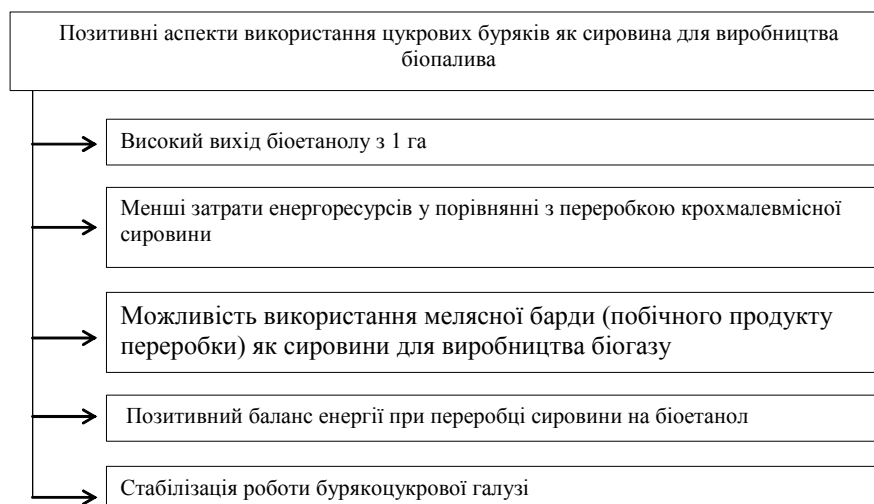 Позитивні аспекти використання цукрових буряків як сировина для виробництва
біопалива
Високий вихід біоетанолу з 1 га
Менші затрати енергоресурсів у порівнянні з переробкою крохмалевмісної
сировини
Можливість використання мелясної барди (побічного продукту
переробки) як сировини для виробництва біогазу
Позитивний баланс енергії при переробці сировини на біоетанол
Стабілізація роботи бурякоцукрової галузі